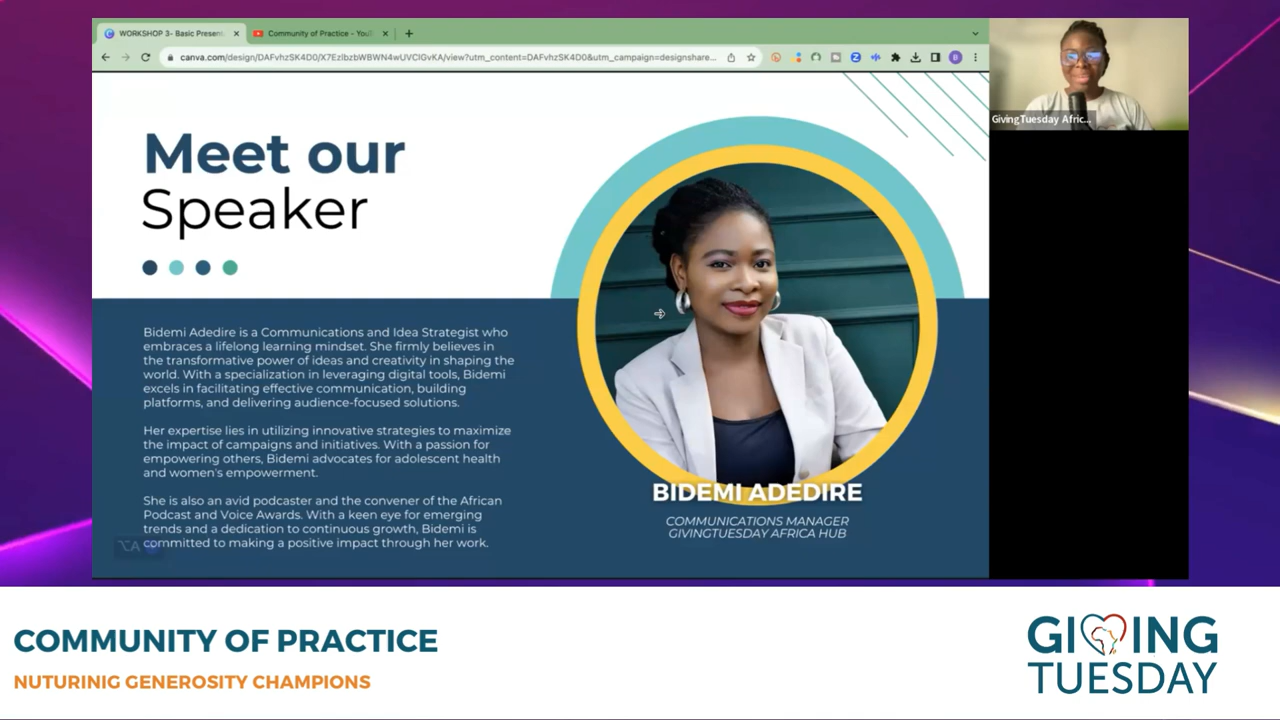 WORKSHOP 3- Basic Present
Community of Practice - YouT
canva.com/design/DAFvhzSK4D0/X7EzlbzWBWN4wUVCIGvKA/view?utm_content=DAFvhzSK4D0&utm_campaign=designshare...
GivingTuesday Afric...
Meet our
Speaker
Bidemi Adedire is a Communications and Idea Strategist who
embraces a lifelong learning mindset. She firmly believes in
the transformative power of ideas and creativity in shaping the
world. With a specialization in leveraging digital tools, Bidemi
excels in facilitating effective communication, building
platforms, and delivering audience-focused solutions.
Her expertise lies in utilizing innovative strategies to maximize
the impact of campaigns and initiatives. With a passion for
empowering others, Bidemi advocates for adolescent health
and women's empowerment.
She is also an avid podcaster and the convener of the African
Podcast and Voice Awards. With a keen eye for emerging
trends and a dedication to continuous growth, Bidemi is
committed to making a positive impact through her work.
BIDEMI ADEDIRE
COMMUNICATIONS MANAGER
GIVINGTUESDAY AFRICA HUB
COMMUNITY OF PRACTICE
NUTURINIG GENEROSITY CHAMPIONS
GIVING
TUESDAY